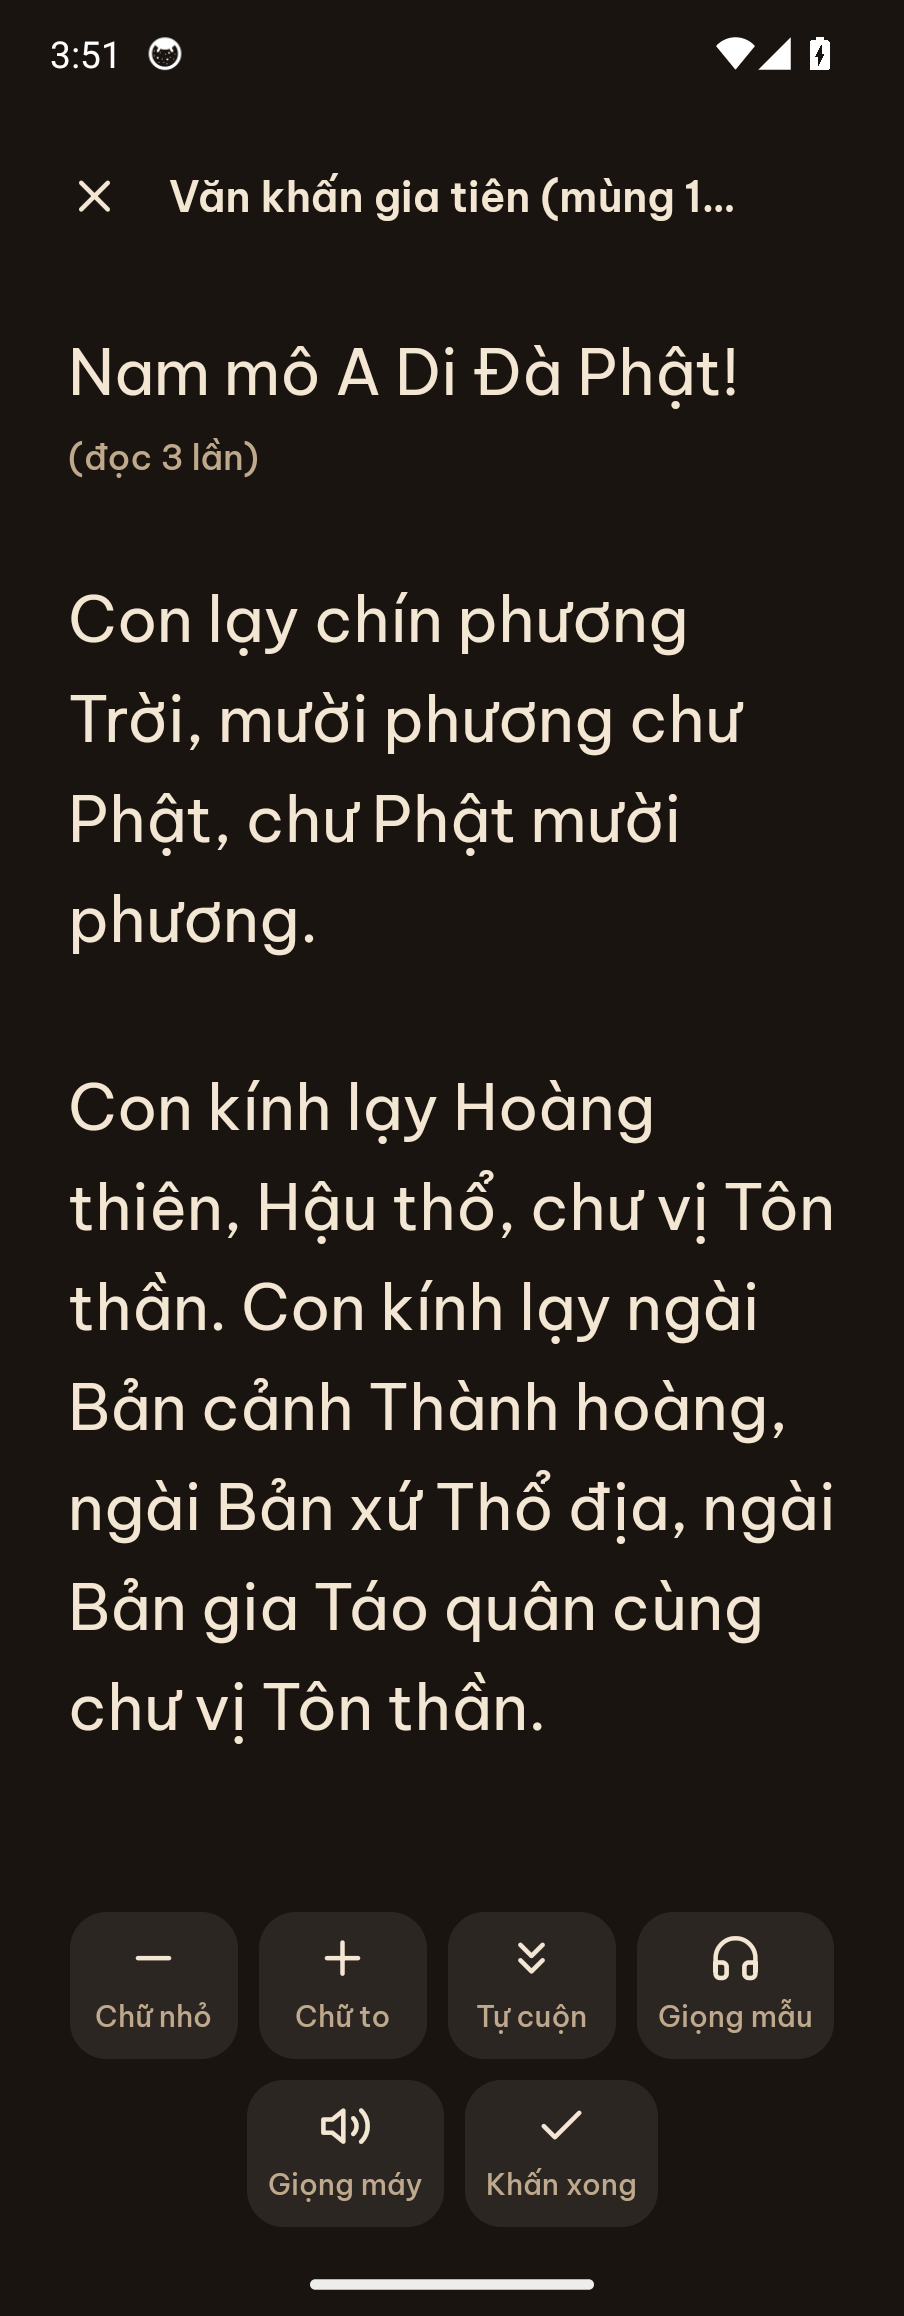 3:51
Văn khấn gia tiên (mùng 1...
Nam mô A Di Đà Phật!
(đọc 3 lần)
Con lạy chín phương
Trời, mười phương chư
Phật, chư Phật mười
phương.
Con kính lạy Hoàng
thiên, Hậu thổ, chư vị Tôn
thần. Con kính lạy ngài
Bản cảnh Thành hoàng,
ngài Bản xứ Thổ địa, ngài
Bản gia Táo quân cùng
chư vị Tôn thần.
Chữ nhỏ
Chữ to
Tự cuộn
Giọng mẫu
Giọng máy
Khấn xong